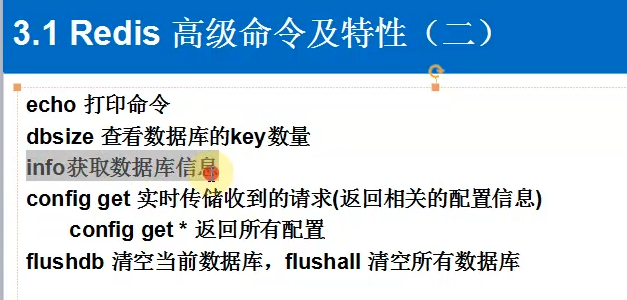 3.1 Redis 高级命令及特性（二）
echo 打印命令
dbsize 查看数据库的key数量
info获取数据库信息
config get 实时传储收到的请求(返回相关的配置信息)
config get * 返回所有配置
flushdb 清空当前数据库，flushall 清空所有数据库